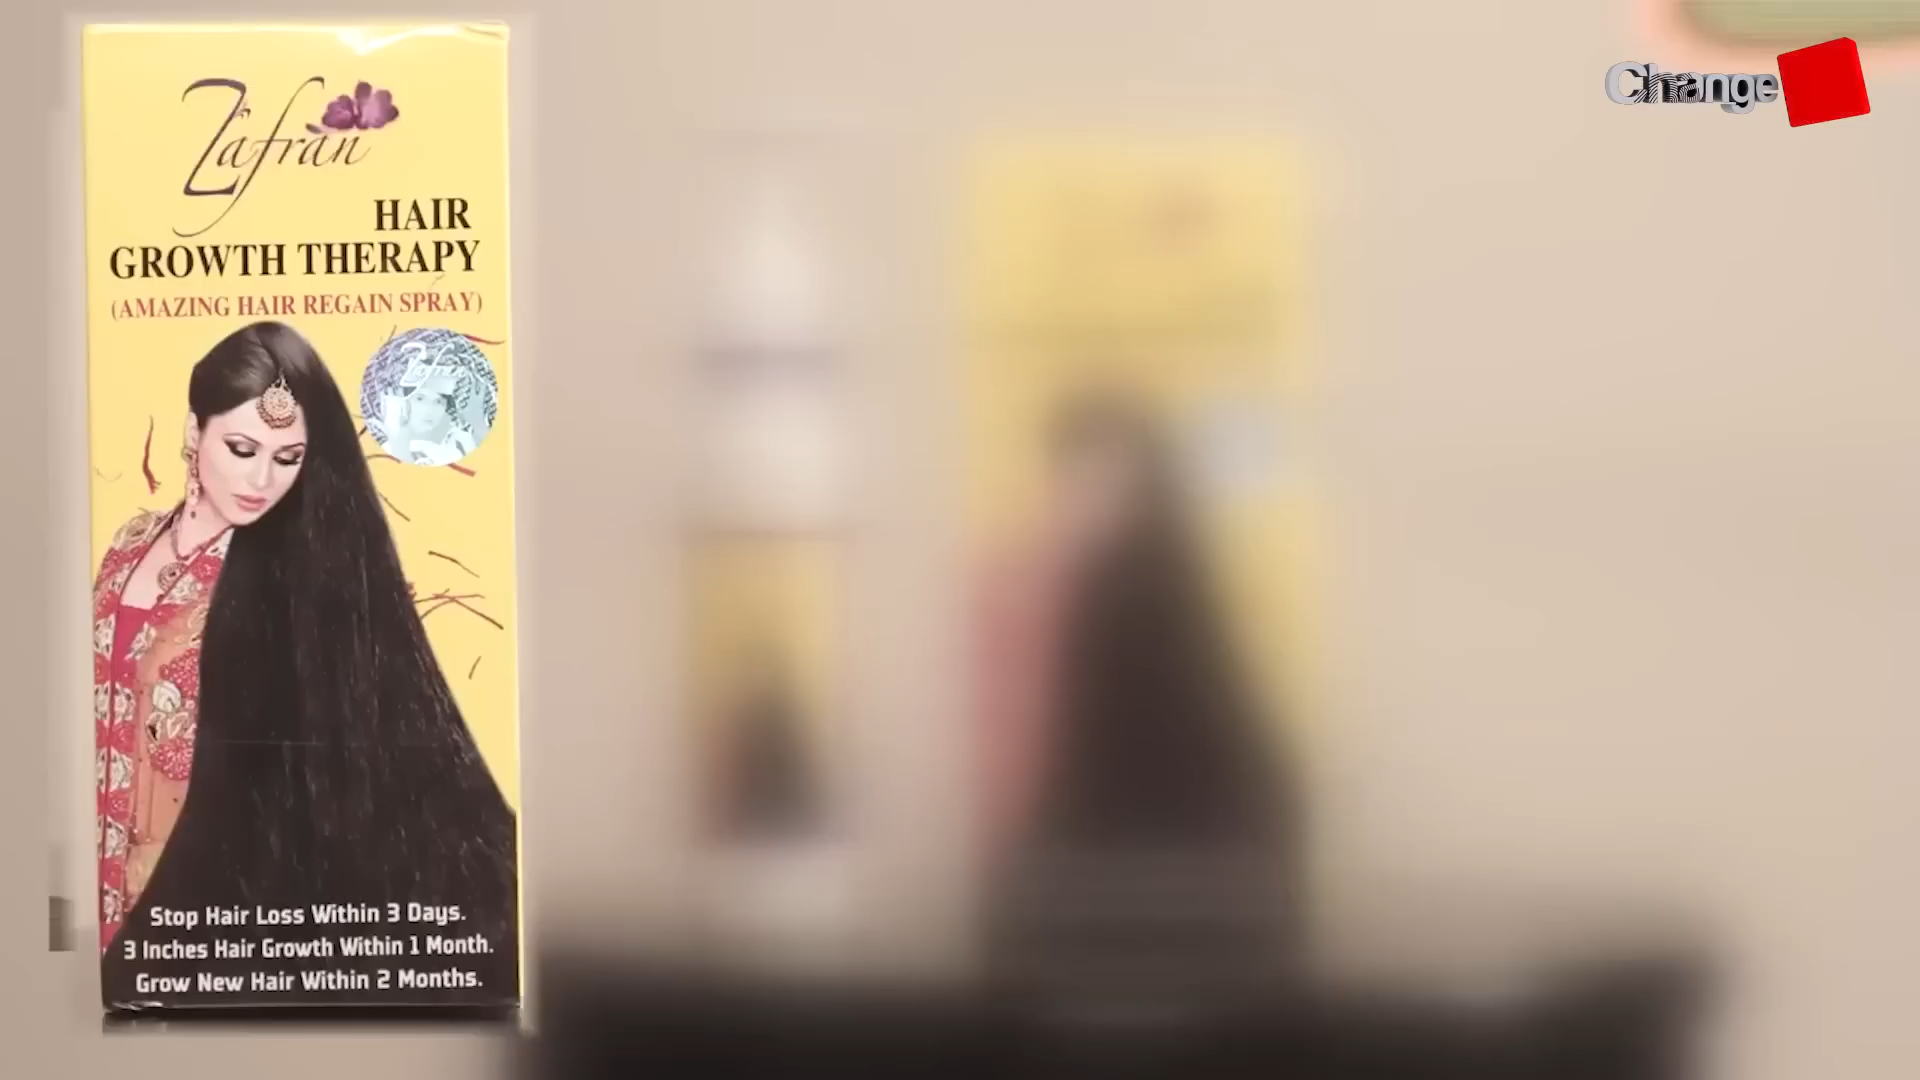 Zafran
HAIR
GROWTH THERAPY
(AMAZING HAIR REGAIN SPRAY)
Zafran
Stop Hair Loss Within 3 Days.
3 Inches Hair Growth Within 1 Month.
Grow New Hair Within 2 Months.
Change